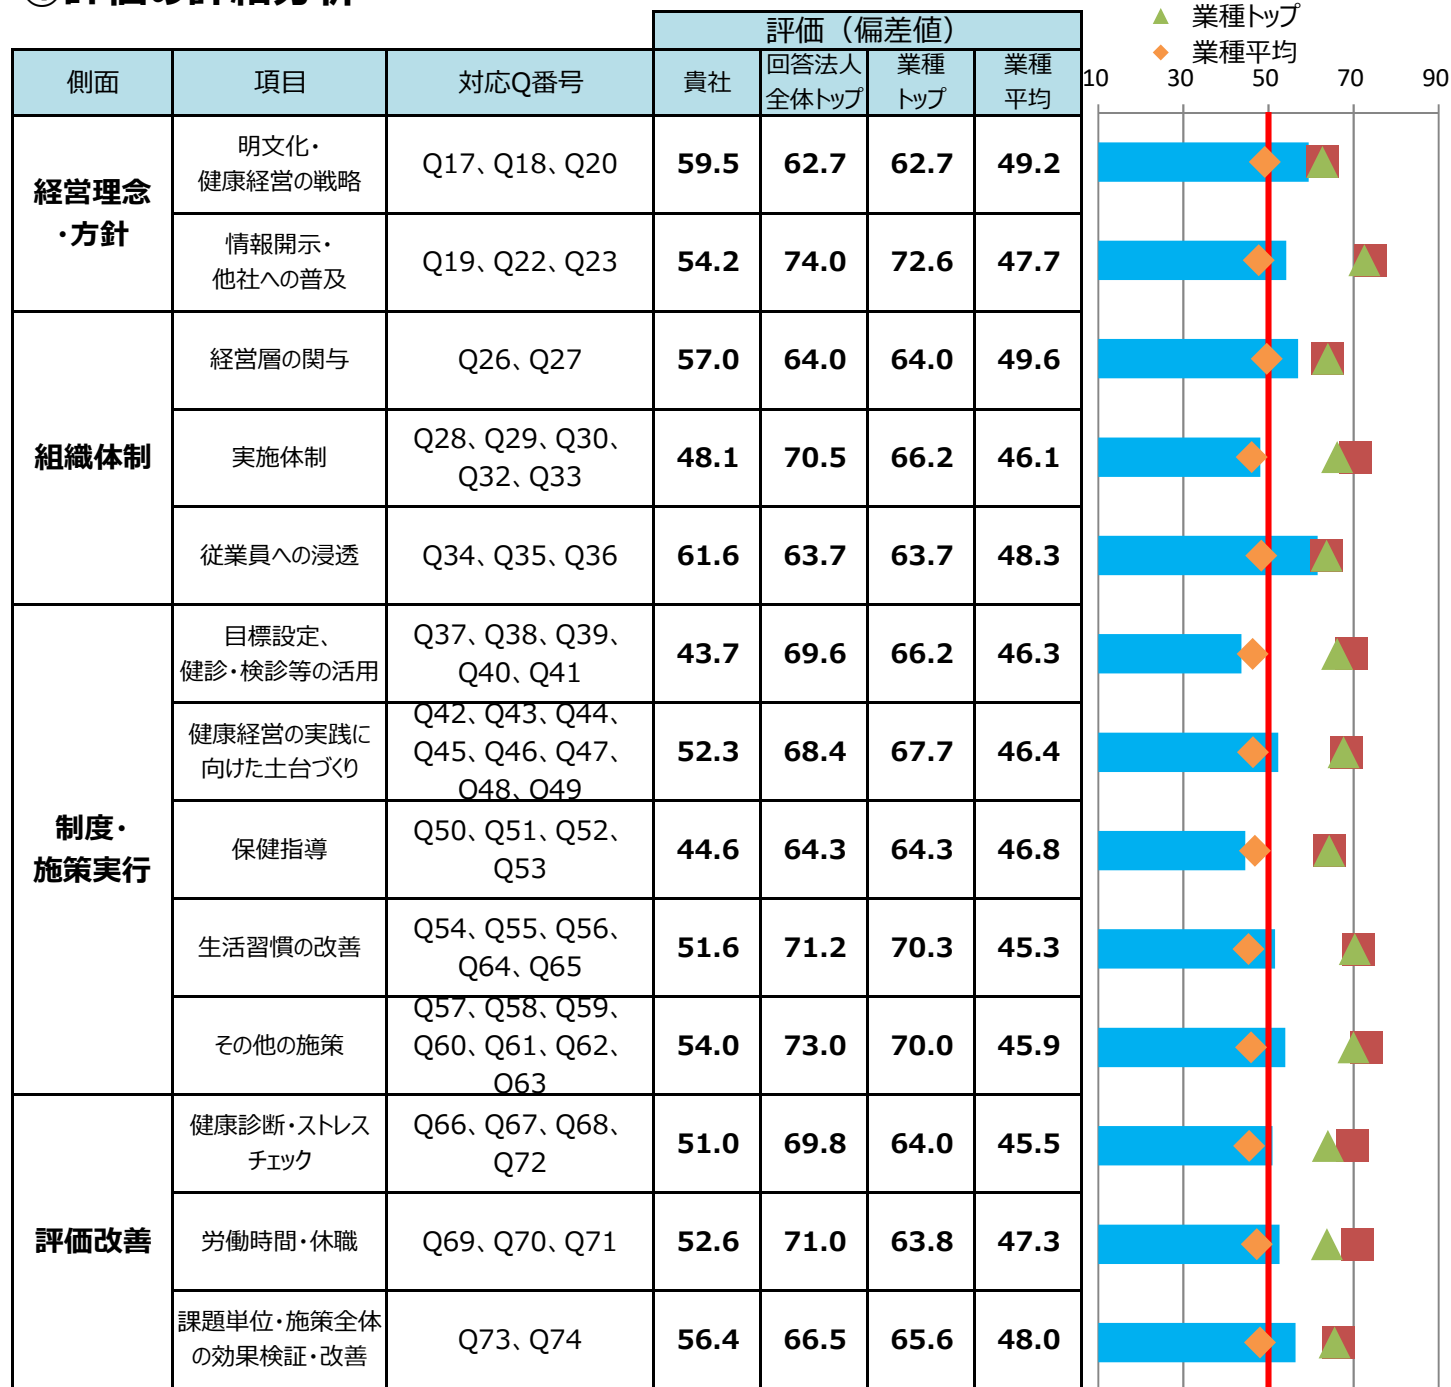 評価（偏差値）
▲ 業種トップ
◆ 業種平均
側面 項目 対応Q番号 貴社 回答法人 業種 業種
全体トップ トップ 平均
10 30 50 70 90
経営理念
・方針
明文化・
健康経営の戦略
Q17、Q18、Q20 59.5 62.7 62.7 49.2
情報開示・
他社への普及
Q19、Q22、Q23 54.2 74.0 72.6 47.7
組織体制
経営層の関与 Q26、Q27 57.0 64.0 64.0 49.6
実施体制
Q28、Q29、Q30、
Q32、Q33
48.1 70.5 66.2 46.1
従業員への浸透 Q34、Q35、Q36 61.6 63.7 63.7 48.3
制度・
施策実行
目標設定、
健診・検診等の活用
Q37、Q38、Q39、
Q40、Q41
43.7 69.6 66.2 46.3
健康経営の実践に
向けた土台づくり
Q42、Q43、Q44、
Q45、Q46、Q47、
Q48、Q49
52.3 68.4 67.7 46.4
保健指導
Q50、Q51、Q52、
Q53
44.6 64.3 64.3 46.8
生活習慣の改善
Q54、Q55、Q56、
Q64、Q65
51.6 71.2 70.3 45.3
その他の施策
Q57、Q58、Q59、
Q60、Q61、Q62、
Q63
54.0 73.0 70.0 45.9
評価改善
健康診断・ストレス
チェック
Q66、Q67、Q68、
Q72
51.0 69.8 64.0 45.5
労働時間・休職 Q69、Q70、Q71 52.6 71.0 63.8 47.3
課題単位・施策全体
の効果検証・改善
Q73、Q74 56.4 66.5 65.6 48.0